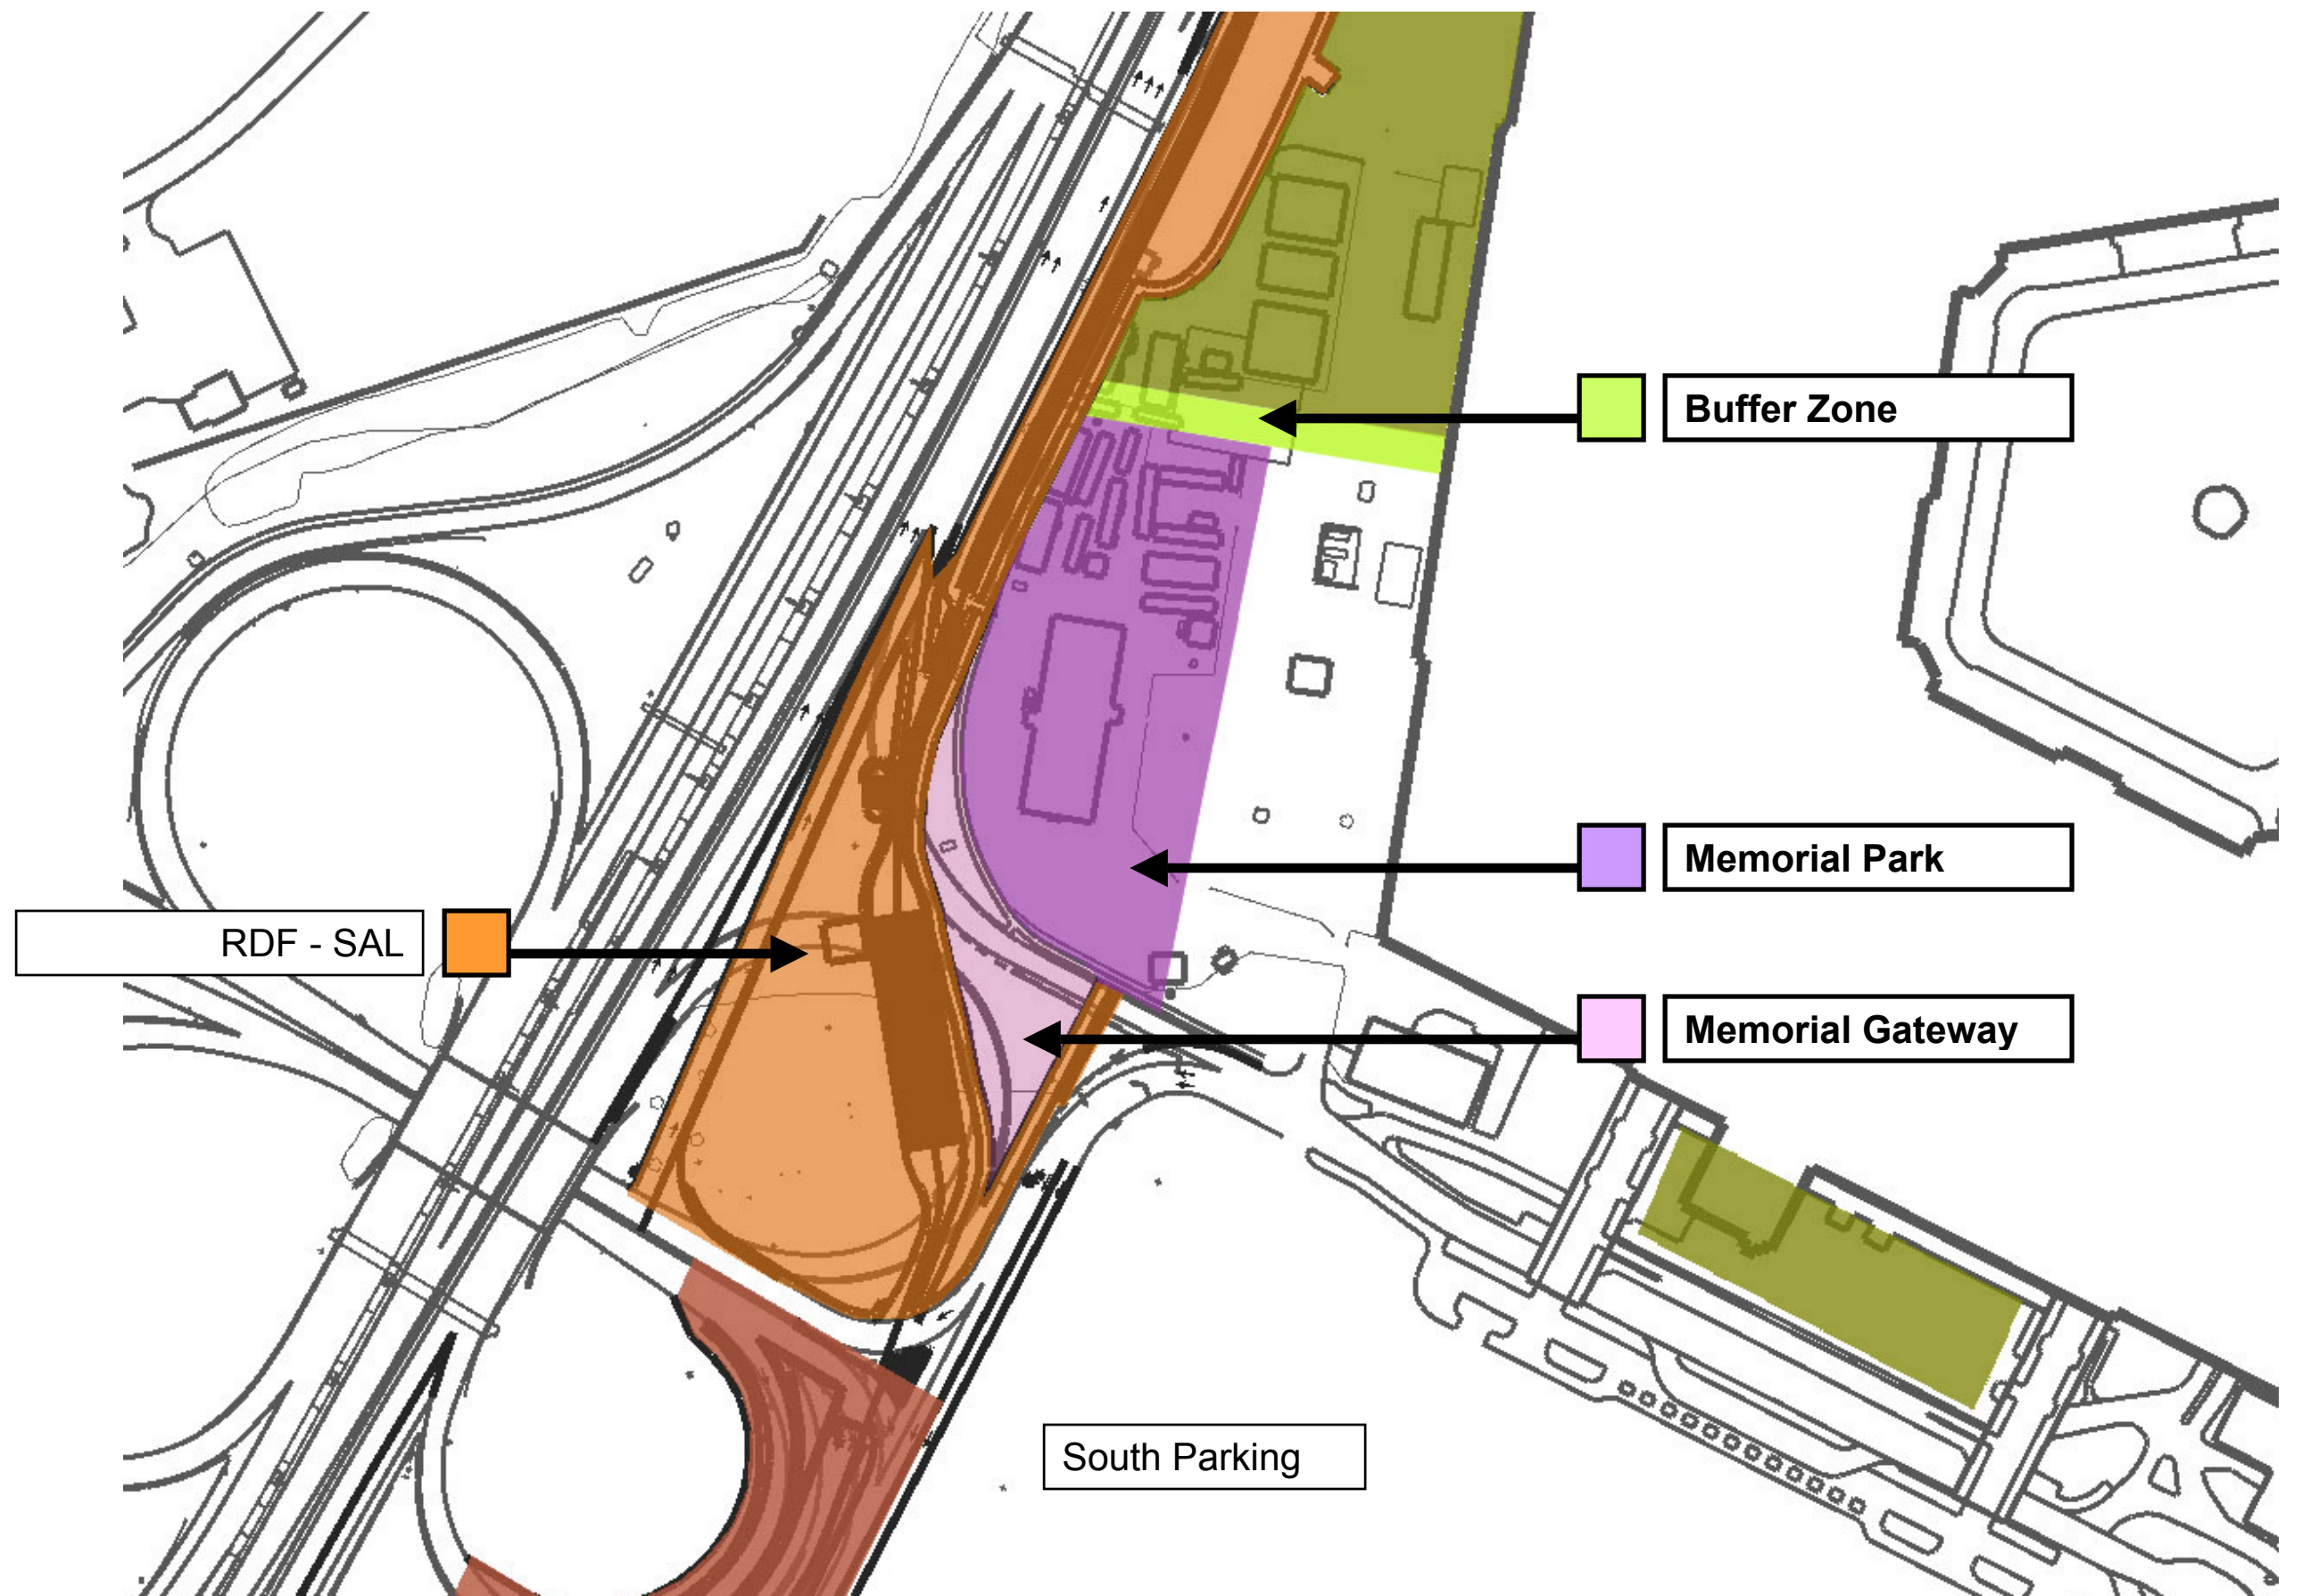 Buffer Zone
Memorial Park
RDF - SAL
Memorial Gateway
South Parking